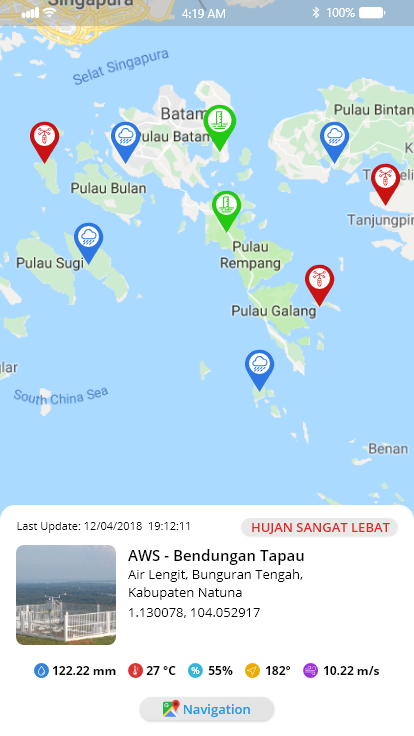 Singapura
4:19 AM
100%
Selat Singapura
Batam
Pulau Batam
Pulau Bintan
Pulau Bulan
Tanjungpin
Pulau Sugi
Pulau
Rempang
Pulau Galang
lar
South China Sea
Benan
Last Update: 12/04/2018 19:12:11
HUJAN SANGAT LEBAT
AWS - Bendungan Tapau
Air Lengit, Bunguran Tengah,
Kabupaten Natuna
1.130078, 104.052917
122.22 mm 27 °C % 55% 182° 10.22 m/s
Navigation